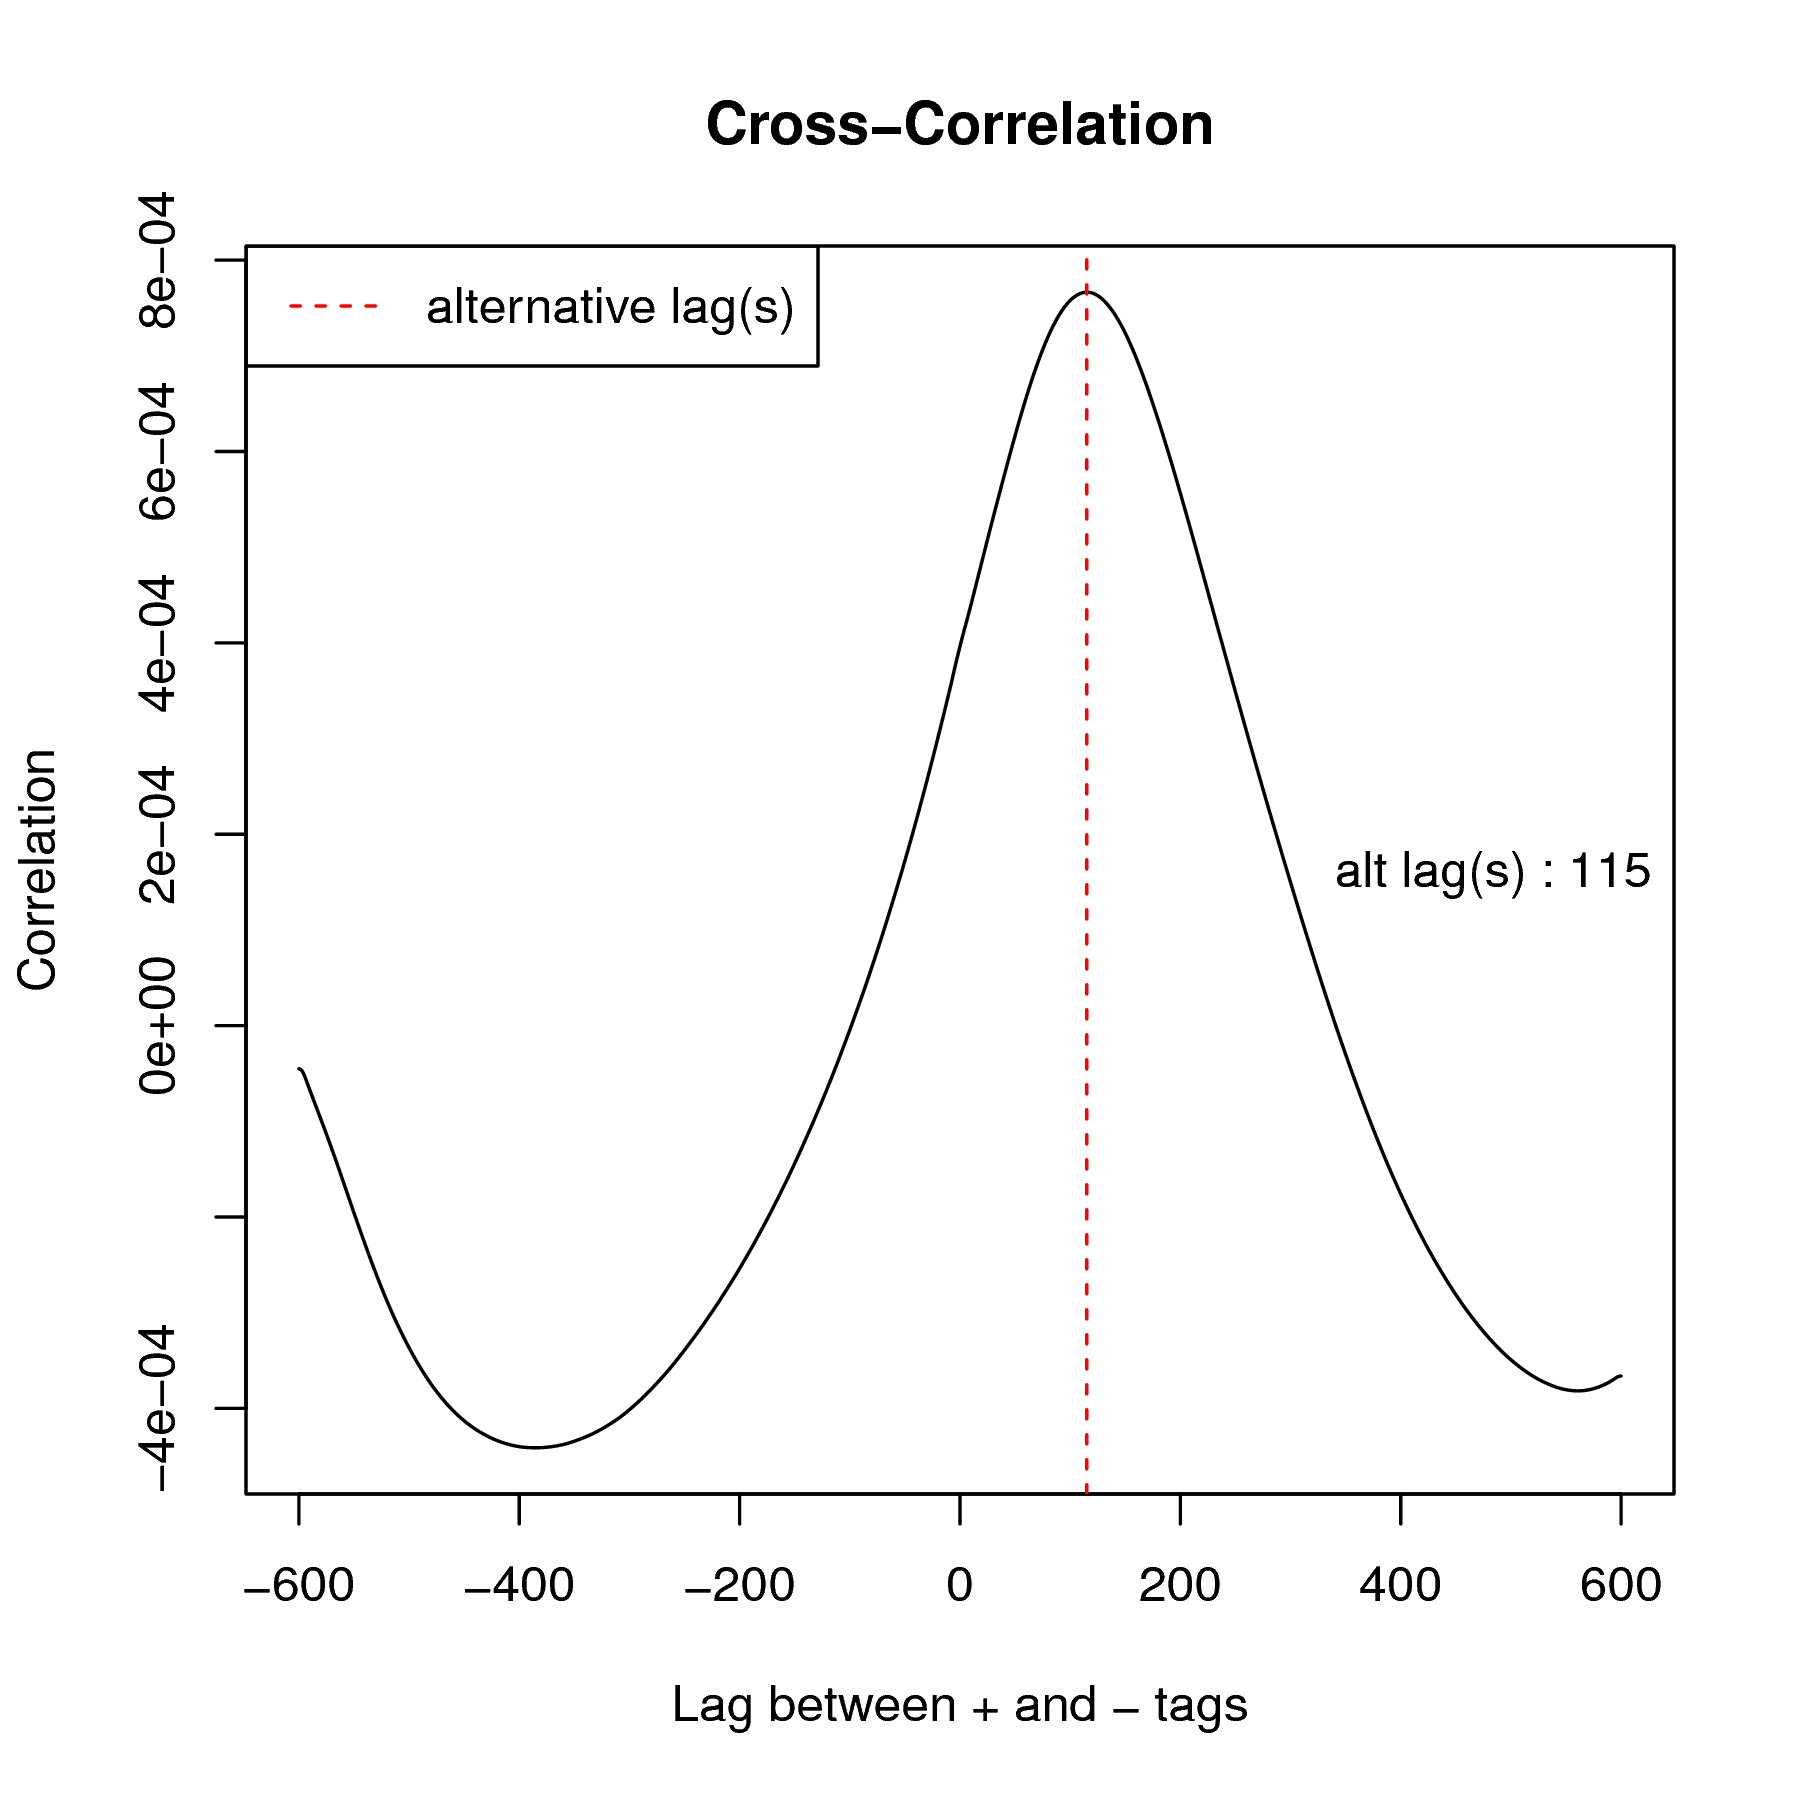 Cross−Correlation
alternative lag(s)
8e−04
6e−04
4e−04
2e−04
0e+00
−4e−04
Correlation
alt lag(s) : 115
−600
−400
−200
0
200
400
600
Lag between + and − tags